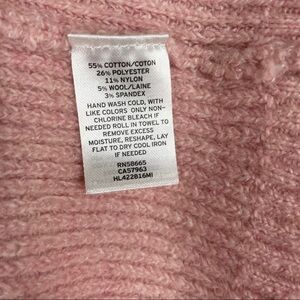 55% COTTON/COTON
26% POLYESTER
11% NYLON
5% WOOL/LAINE
3% SPANDEX
HAND WASH COLD, WITH
LIKE COLORS ONLY NON-
CHLORINE BLEACH IF
NEEDED ROLL IN TOWEL TO
REMOVE EXCESS
MOISTURE, RESHAPE, LAY
FLAT TO DRY COOL IRON
IF NEEDED
RN58665
CA57963
HL422816MI